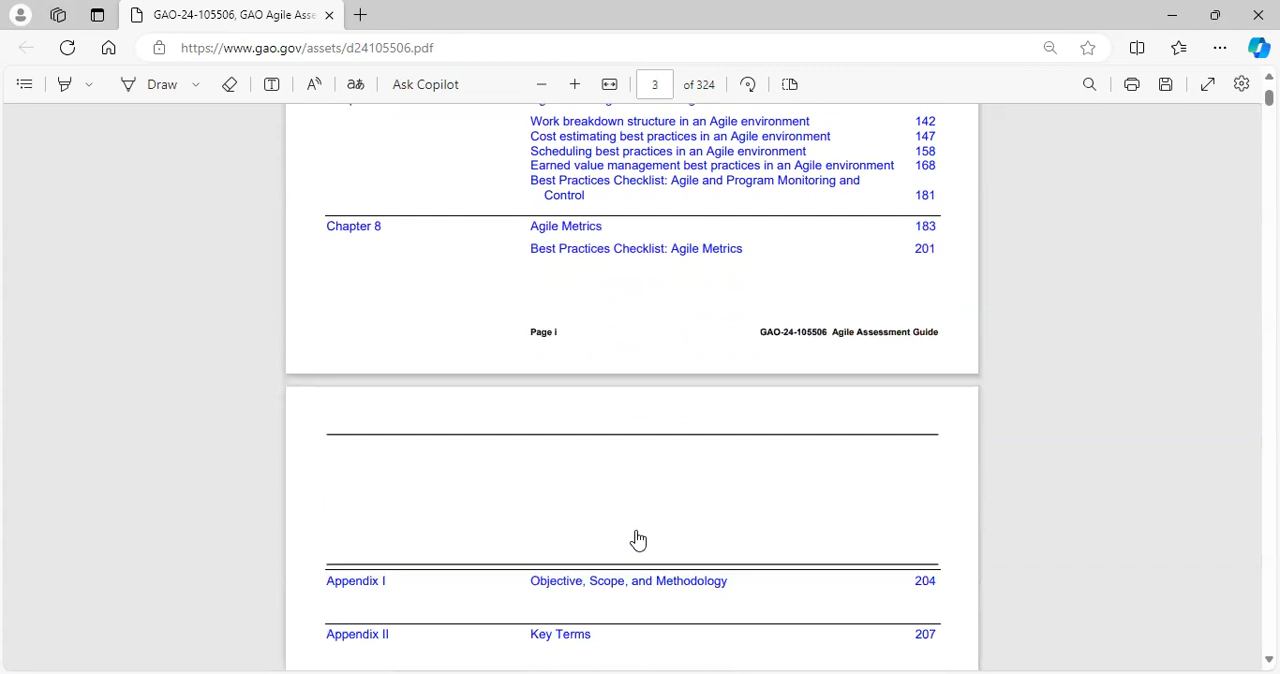 GAO-24-105506, GAO Agile Asse
https://www.gao.gov/assets/d24105506.pdf
Draw
Ask Copilot
3 of 324
Work breakdown structure in an Agile environment 142
Cost estimating best practices in an Agile environment 147
Scheduling best practices in an Agile environment 158
Earned value management best practices in an Agile environment 168
Best Practices Checklist: Agile and Program Monitoring and
Control 181
Chapter 8 Agile Metrics 183
Best Practices Checklist: Agile Metrics 201
Page i GAO-24-105506 Agile Assessment Guide
Appendix I Objective, Scope, and Methodology 204
Appendix II Key Terms 207